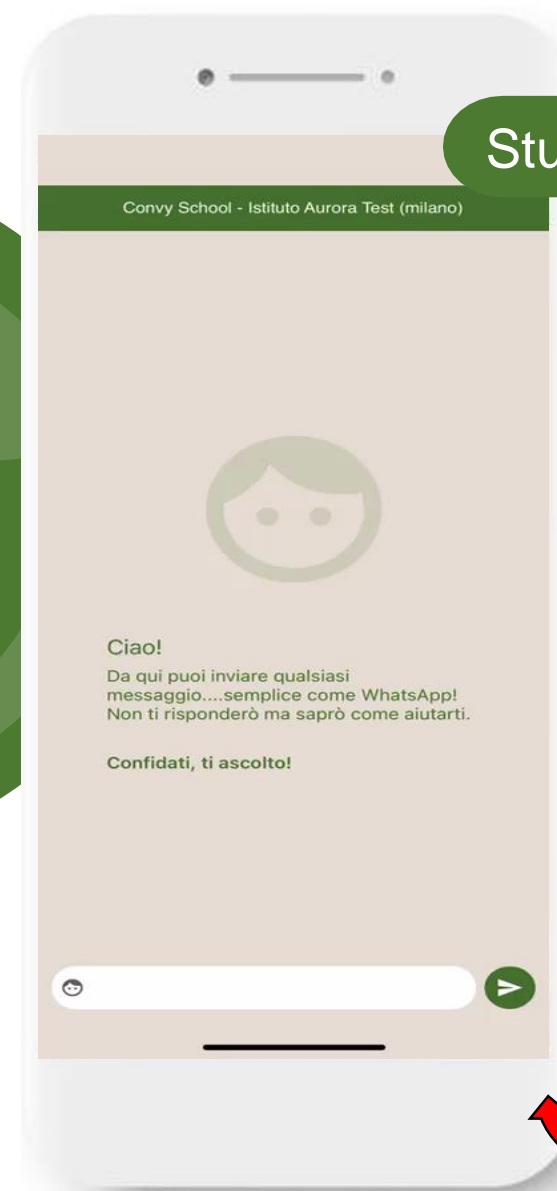 Stu
Convy School - Istituto Aurora Test (milano)
Ciao!
Da qui puoi inviare qualsiasi
messaggio....semplice come WhatsApp!
Non ti risponderò ma saprò come aiutarti.
Confidati, ti ascolto!